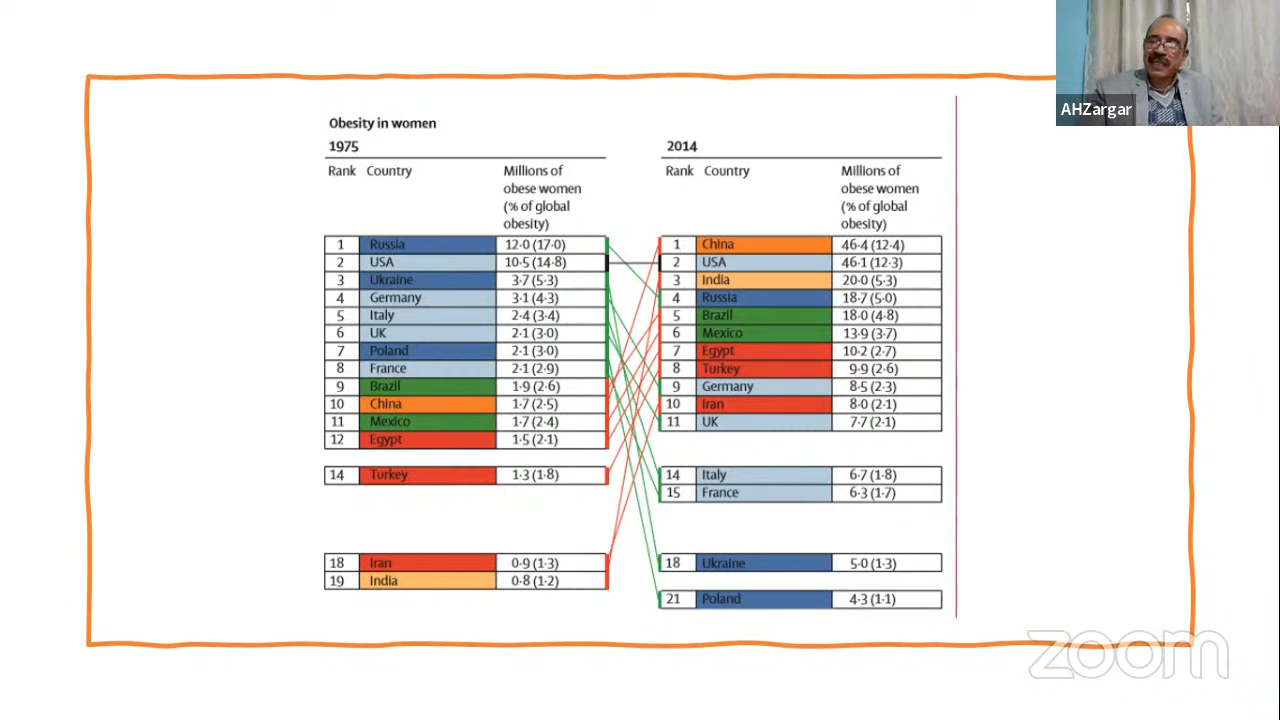 AHZargar
Obesity in women
1975
Rank Country Millions of
obese women
(% of global
obesity)
1 Russia 12·0 (17·0)
2 USA 10·5 (14·8)
3 Ukraine 3·7 (5·3)
4 Germany 3·1 (4·3)
5 Italy 2·4 (3·4)
6 UK 2·1 (3·0)
7 Poland 2·1 (3·0)
8 France 2·1 (2·9)
9 Brazil 1·9 (2·6)
10 China 1·7 (2·5)
11 Mexico 1·7 (2·4)
12 Egypt 1·5 (2·1)
14 Turkey 1·3 (1·8)
18 Iran 0·9 (1·3)
19 India 0·8 (1·2)
2014
Rank Country Millions of
obese women
(% of global
obesity)
1 China 46·4 (12·4)
2 USA 46·1 (12·3)
3 India 20·0 (5·3)
4 Russia 18·7 (5·0)
5 Brazil 18·0 (4·8)
6 Mexico 13·9 (3·7)
7 Egypt 10·2 (2·7)
8 Turkey 9·9 (2·6)
9 Germany 8·5 (2·3)
10 Iran 8·0 (2·1)
11 UK 7·7 (2·1)
14 Italy 6·7 (1·8)
15 France 6·3 (1·7)
18 Ukraine 5·0 (1·3)
21 Poland 4·3 (1·1)
zoom